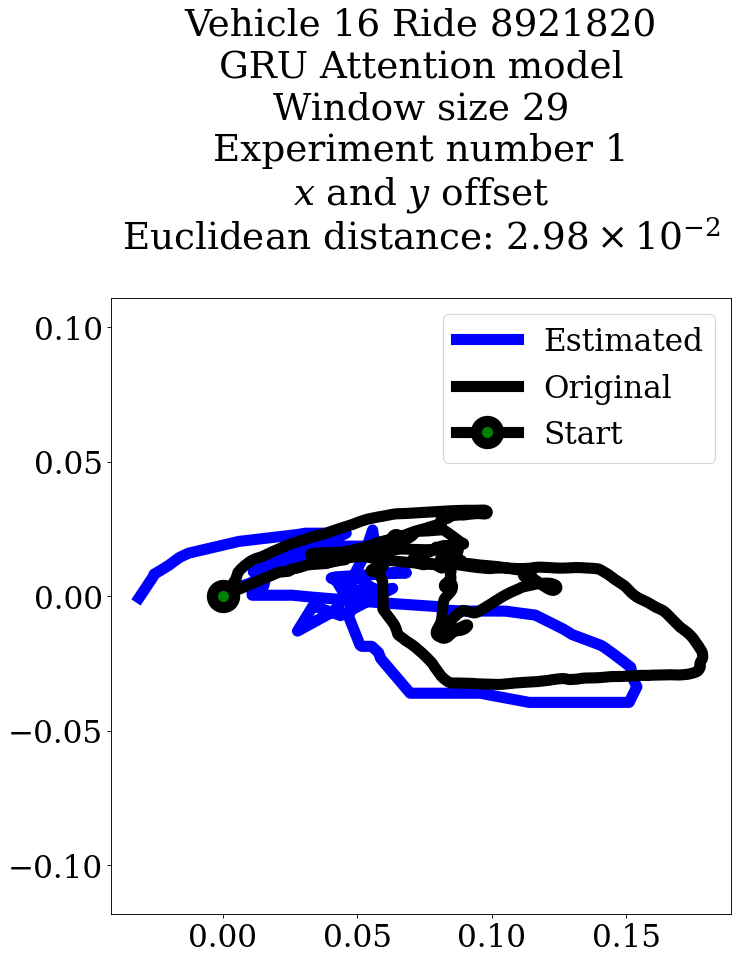 Vehicle 16 Ride 8921820
GRU Attention model
Window size 29
Experiment number 1
x and y offset
Euclidean distance: 2.98 × 10⁻²
Estimated
Original
Start
0.10
0.05
0.00
−0.05
−0.10
0.00 0.05 0.10 0.15